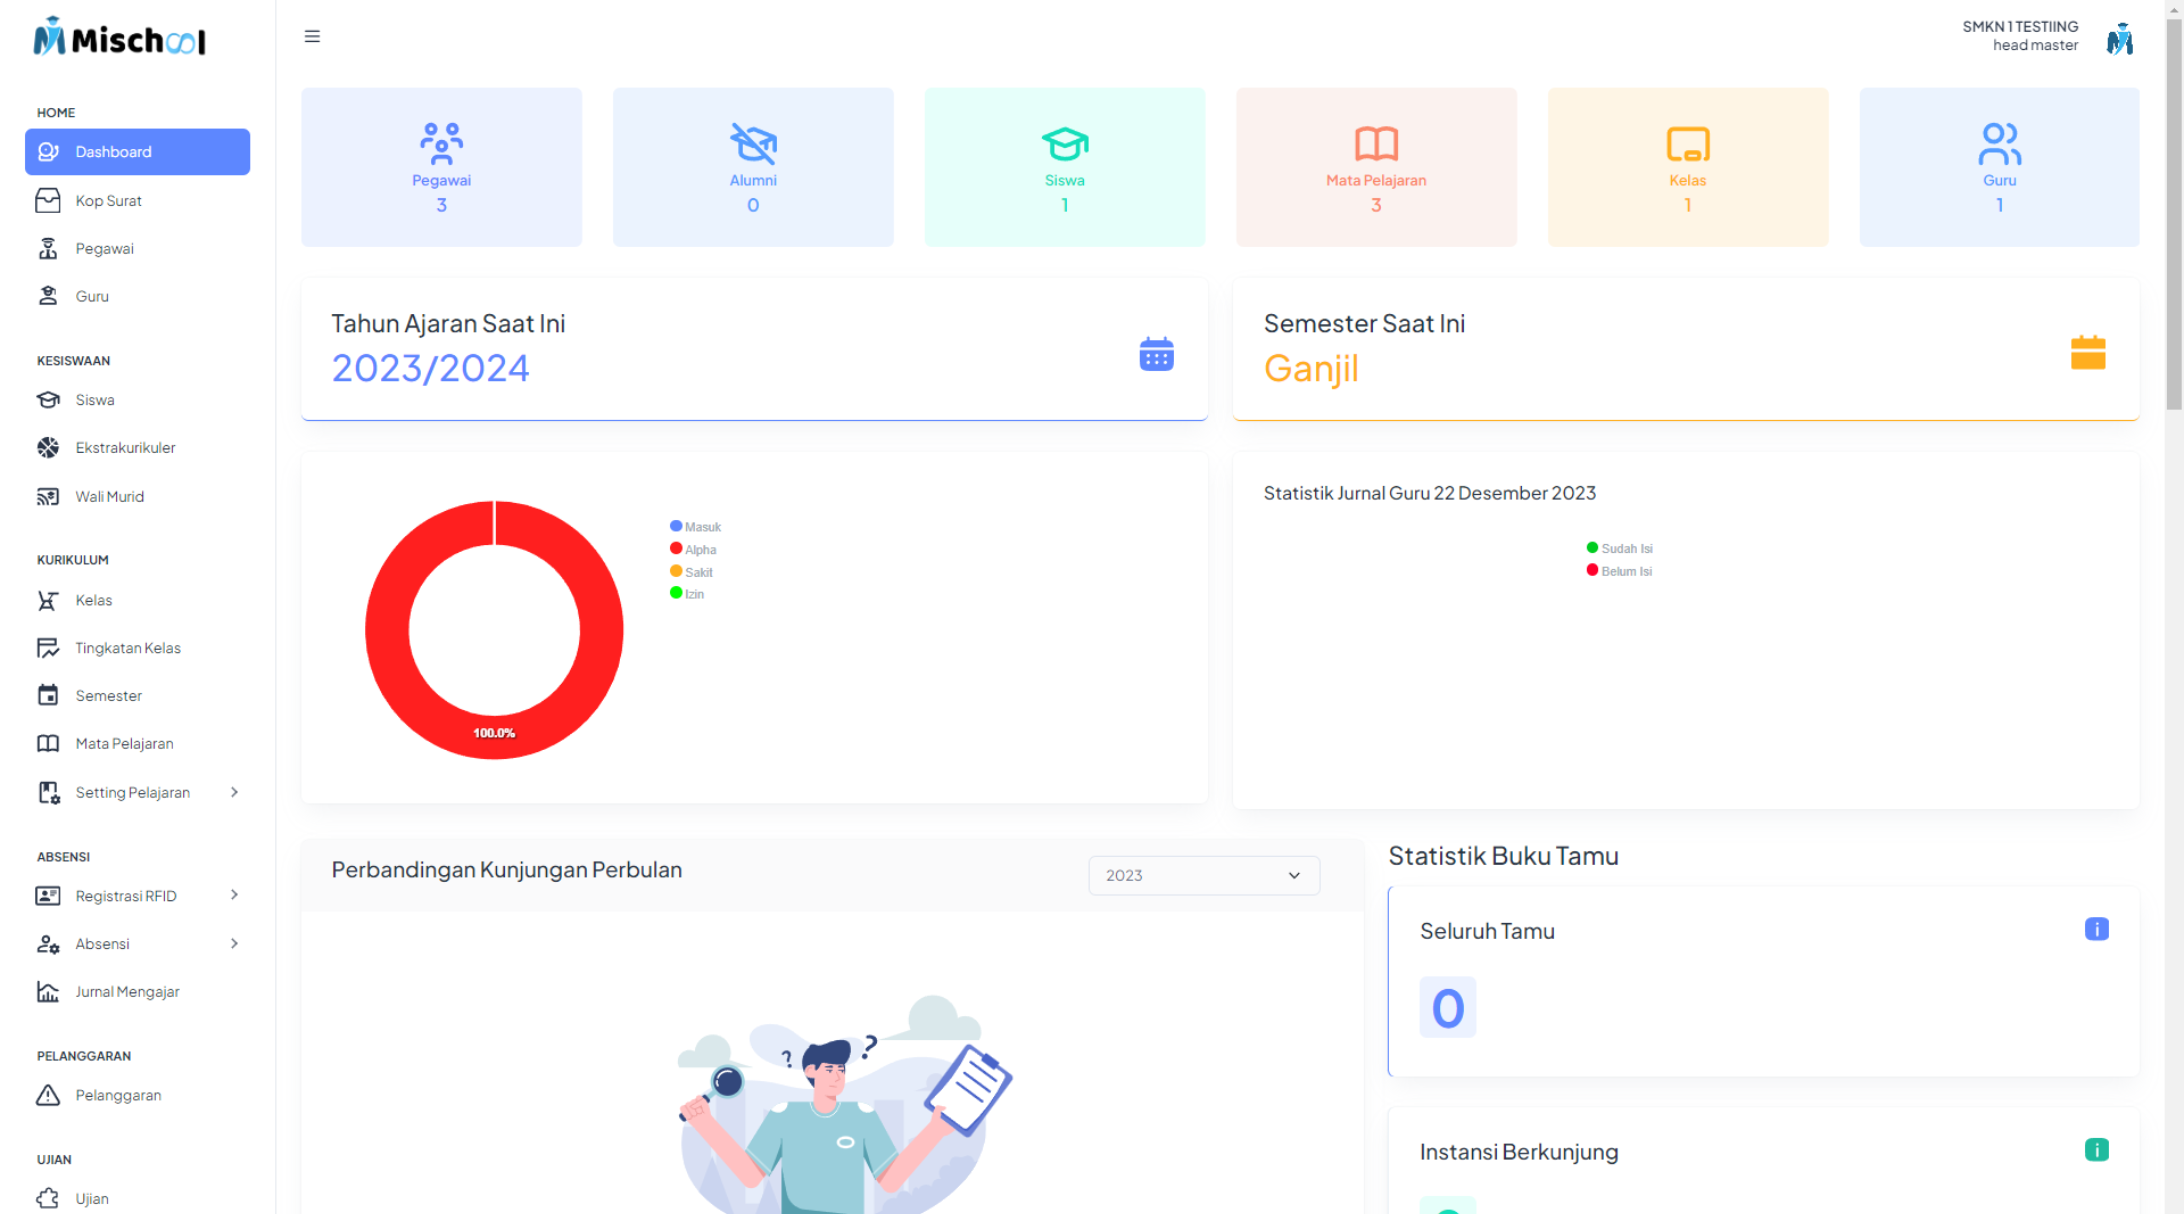 Mischool
SMKN 1 TESTIING
head master
HOME
Dashboard
Kop Surat
Pegawai
Guru
KESISWAAN
Siswa
Ekstrakurikuler
Wali Murid
KURIKULUM
Kelas
Tingkatan Kelas
Semester
Mata Pelajaran
Setting Pelajaran
ABSENSI
Registrasi RFID
Absensi
Jurnal Mengajar
PELANGGARAN
Pelanggaran
UJIAN
Ujian
Pegawai
3
Alumni
0
Siswa
1
Mata Pelajaran
3
Kelas
1
Guru
1
Tahun Ajaran Saat Ini
2023/2024
Semester Saat Ini
Ganjil
Masuk
Alpha
Sakit
Izin
100.0%
Statistik Jurnal Guru 22 Desember 2023
Sudah Isi
Belum Isi
Perbandingan Kunjungan Perbulan
2023
? ?
Statistik Buku Tamu
Seluruh Tamu
i
0
Instansi Berkunjung
i